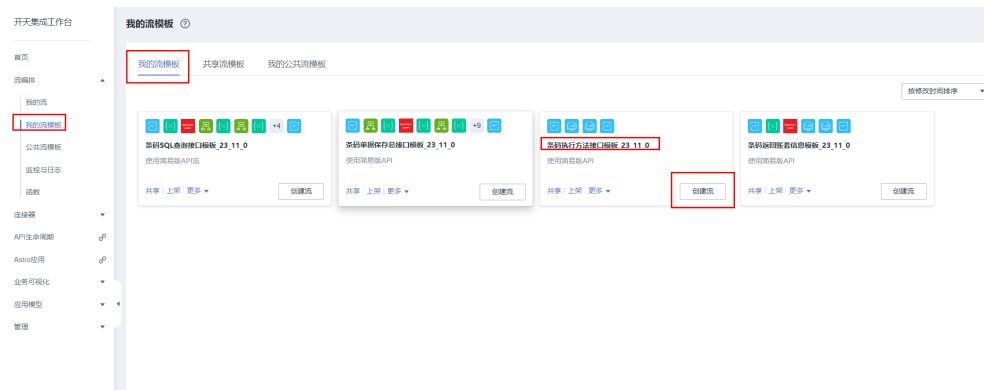 开天集成工作台
我的流模板
首页
流编排
我的流
我的流模板
公共流模板
监控与日志
函数
连接器
API生命周期
Astro应用
业务可视化
应用模型
管理
我的流模板 共享流模板 我的公共流模板
按修改时间排序
+4
条码SQL查询接口模板_23_11_0
使用简易版API流
共享 上架 更多 创建流
+9
条码单据保存总接口模板_23_11_0
使用简易版API
共享 上架 更多 创建流
条码执行方法接口模板_23_11_0
使用简易版API
共享 上架 更多 创建流
条码返回账套信息模板_23_11_0
使用简易版API
共享 上架 更多 创建流